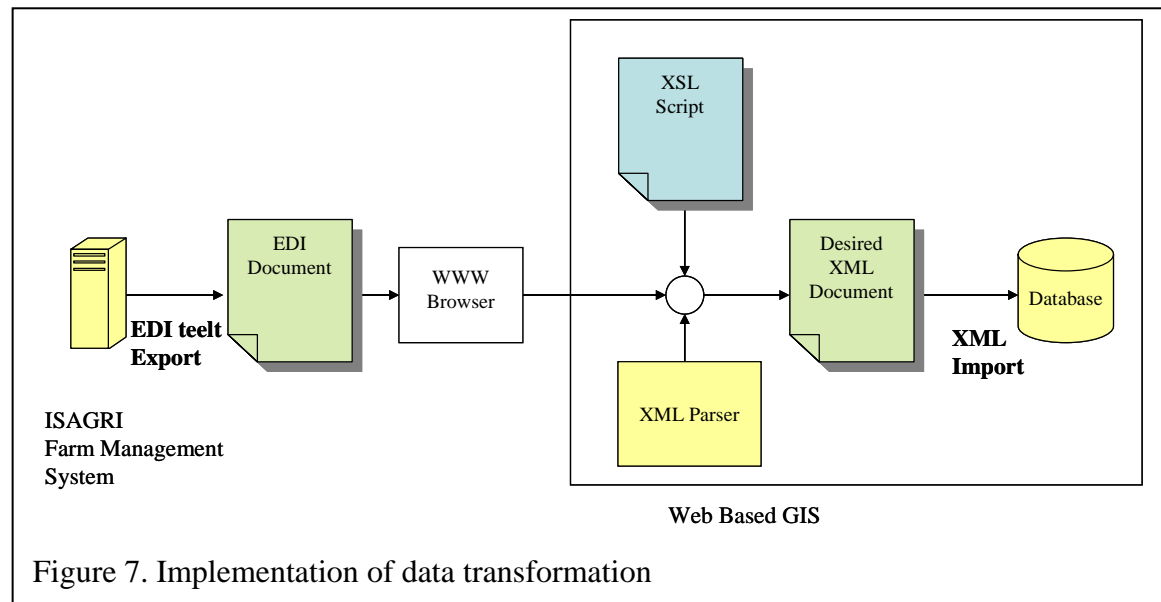 XSL
Script
EDI
Document
WWW
Browser
Desired
XML
Document
Database
EDI teelt
Export
XML
Import
XML Parser
ISAGRI
Farm Management
System
Web Based GIS
Figure 7. Implementation of data transformation